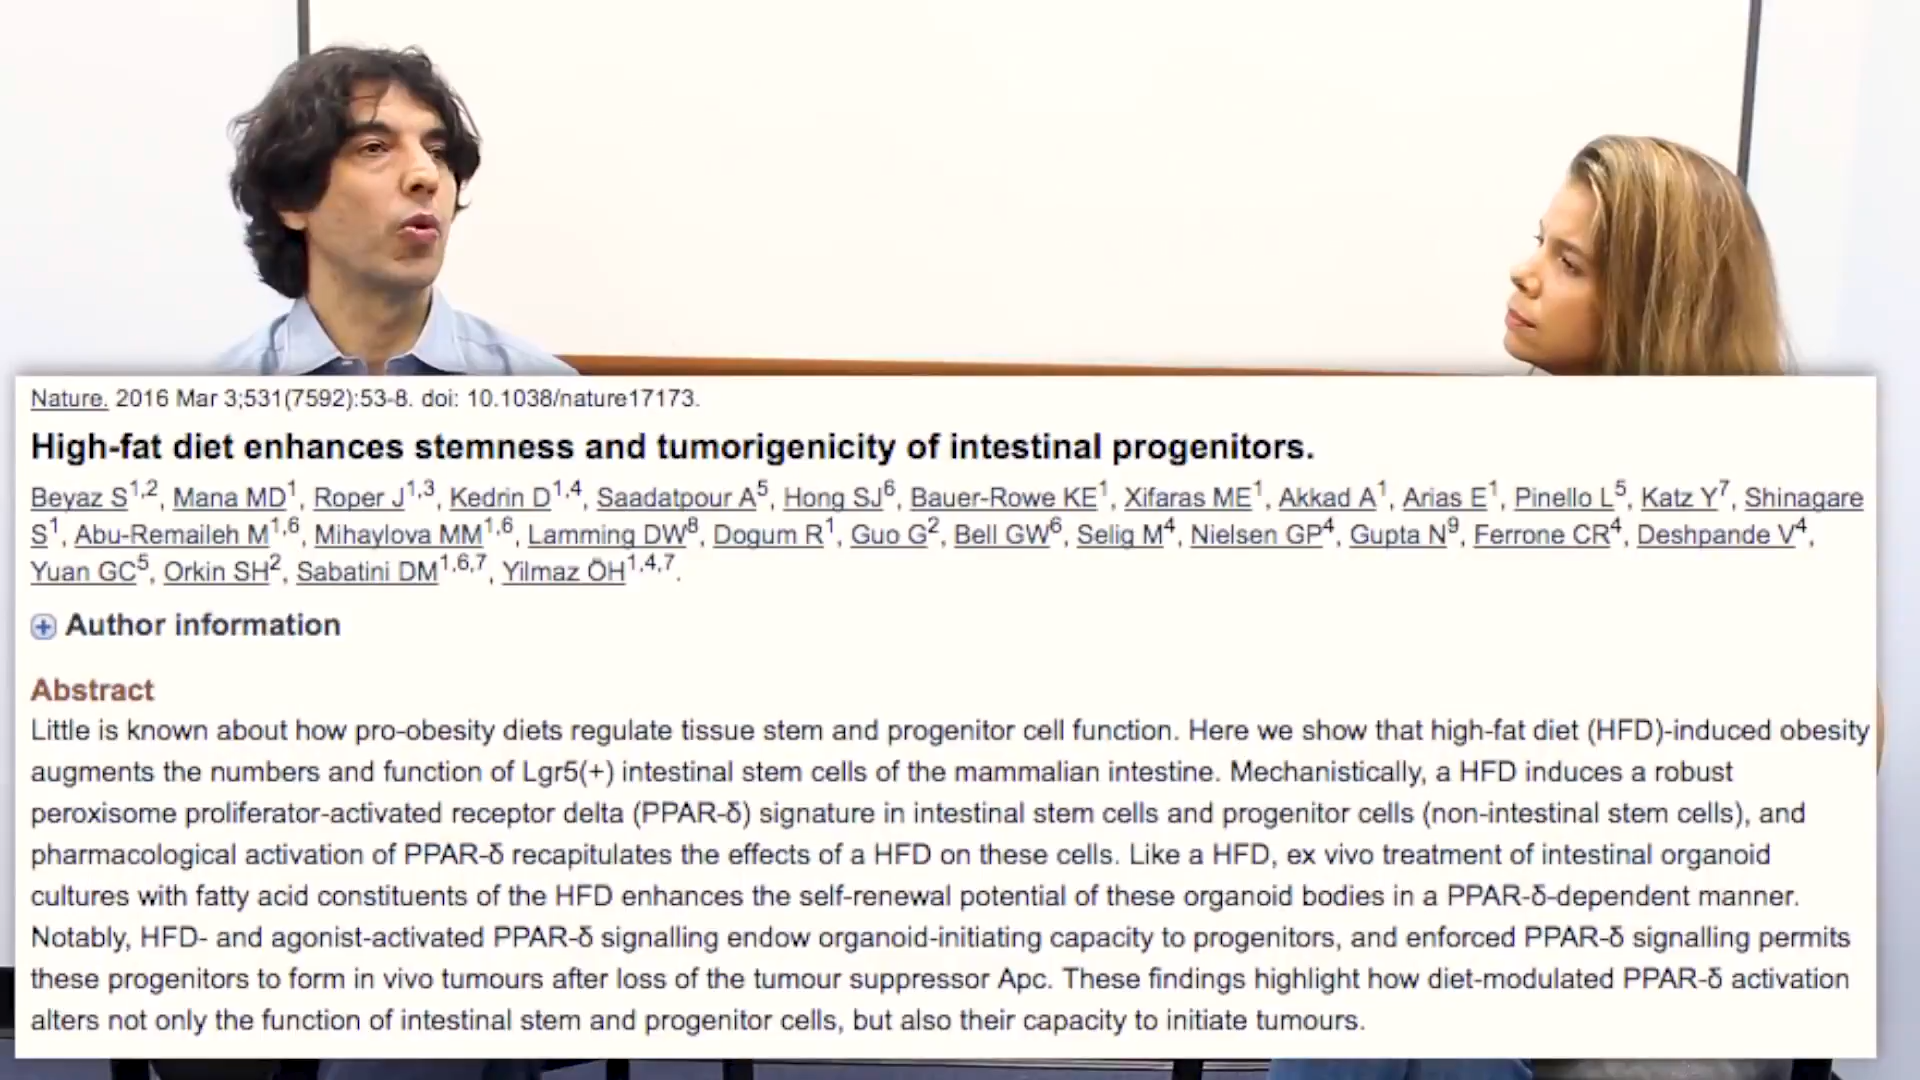 Nature. 2016 Mar 3;531(7592):53-8. doi: 10.1038/nature17173.
High-fat diet enhances stemness and tumorigenicity of intestinal progenitors.
Beyaz S1,2, Mana MD1, Roper J1,3, Kedrin D1,4, Saadatpour A5, Hong SJ6, Bauer-Rowe KE1, Xifaras ME1, Akkad A1, Arias E1, Pinello L5, Katz Y7, Shinagare
S1, Abu-Remaileh M1,6, Mihaylova MM1,6, Lamming DW8, Dogum R1, Guo G2, Bell GW6, Selig M4, Nielsen GP4, Gupta N9, Ferrone CR4, Deshpande V4,
Yuan GC5, Orkin SH2, Sabatini DM1,6,7, Yilmaz ÖH1,4,7.
Author information
Abstract
Little is known about how pro-obesity diets regulate tissue stem and progenitor cell function. Here we show that high-fat diet (HFD)-induced obesity
augments the numbers and function of Lgr5(+) intestinal stem cells of the mammalian intestine. Mechanistically, a HFD induces a robust
peroxisome proliferator-activated receptor delta (PPAR-δ) signature in intestinal stem cells and progenitor cells (non-intestinal stem cells), and
pharmacological activation of PPAR-δ recapitulates the effects of a HFD on these cells. Like a HFD, ex vivo treatment of intestinal organoid
cultures with fatty acid constituents of the HFD enhances the self-renewal potential of these organoid bodies in a PPAR-δ-dependent manner.
Notably, HFD- and agonist-activated PPAR-δ signalling endow organoid-initiating capacity to progenitors, and enforced PPAR-δ signalling permits
these progenitors to form in vivo tumours after loss of the tumour suppressor Apc. These findings highlight how diet-modulated PPAR-δ activation
alters not only the function of intestinal stem and progenitor cells, but also their capacity to initiate tumours.